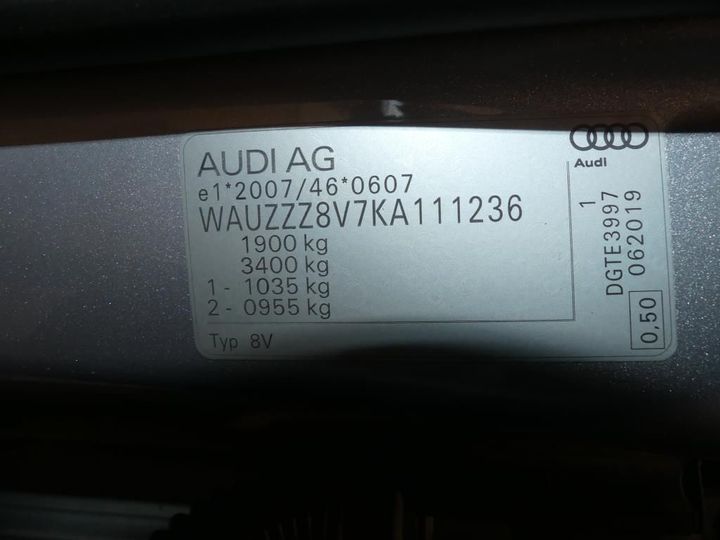 AUDI AG
e1*2007/46*0607
WAUZZZ8V7KA111236
1900 kg
3400 kg
1 - 1035 kg
2 - 0955 kg
Typ 8V
Audi
1
DGTE3997
062019
0,50